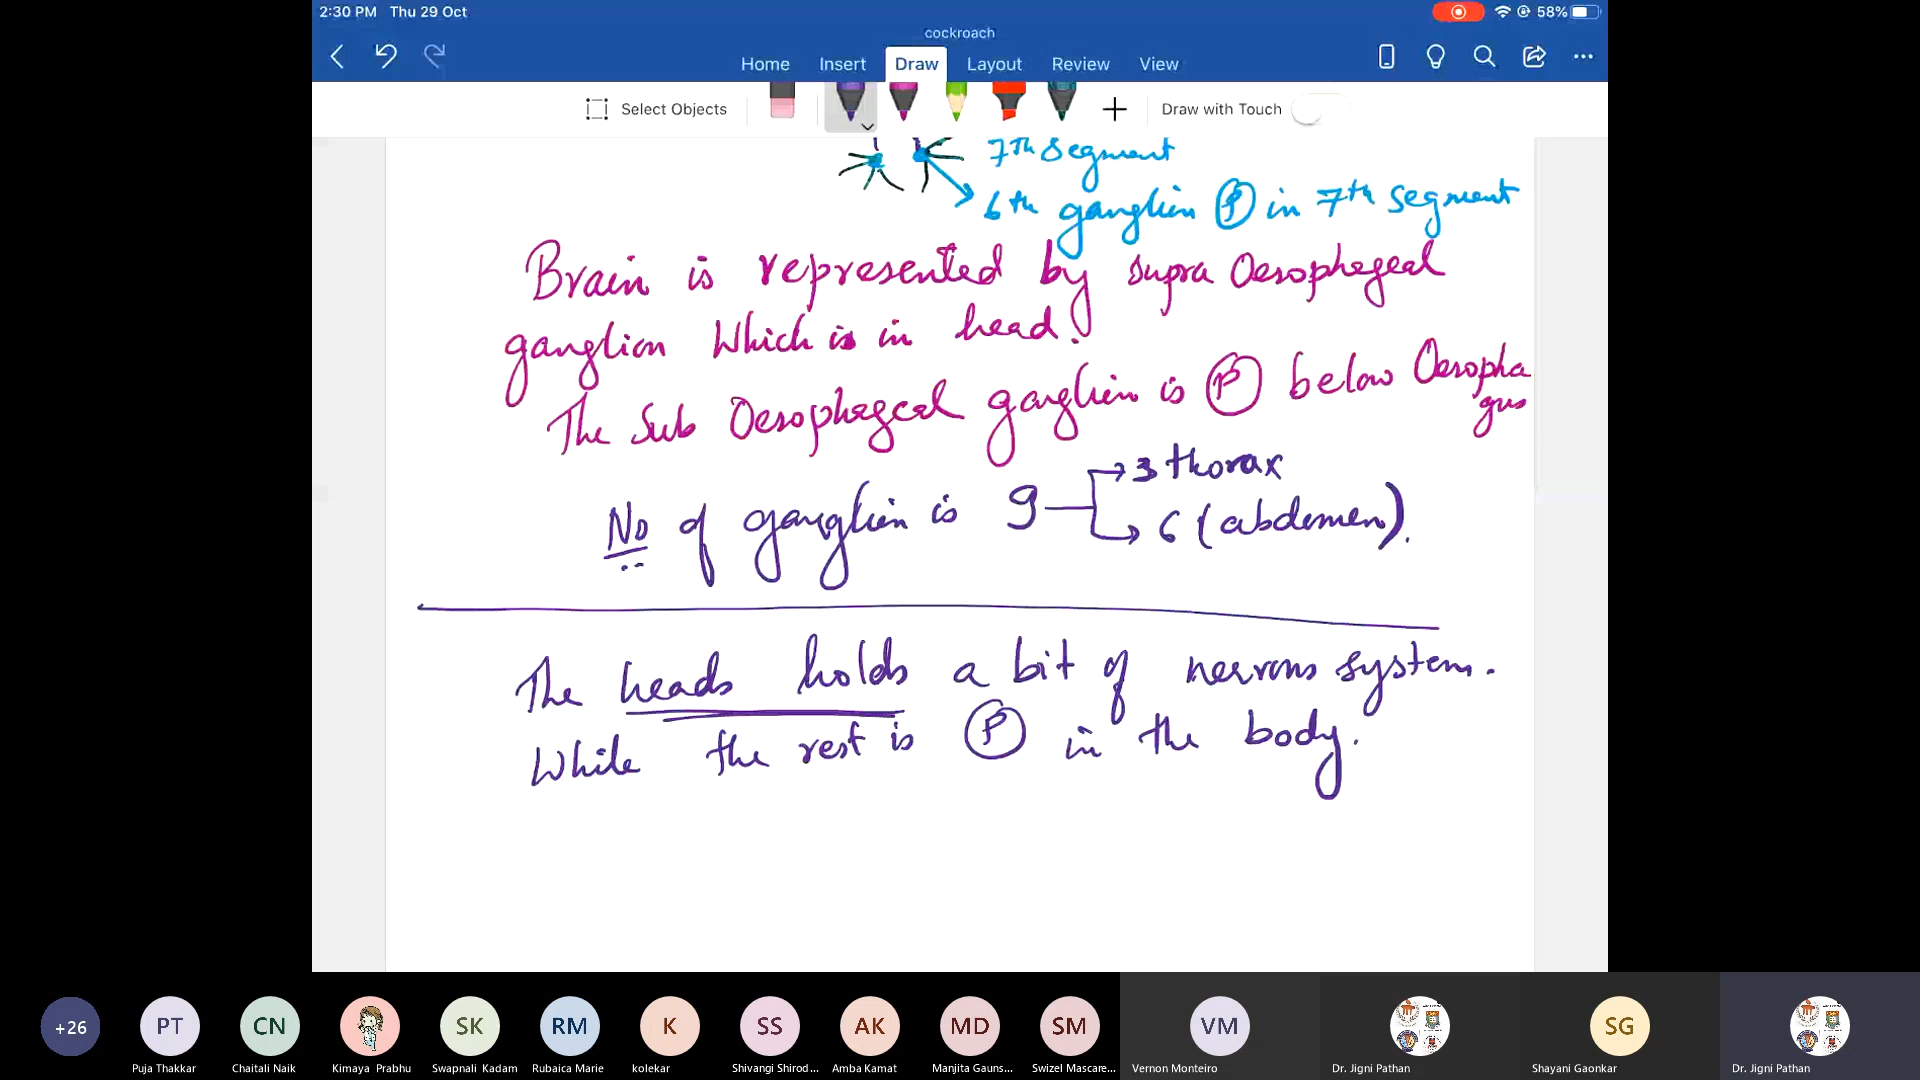 2:30 PM Thu 29 Oct
58%
cockroach
Home Insert Draw Layout Review View
Select Objects
Draw with Touch
7th segment
6th ganglion (P) in 7th segment
Brain is represented by supra Oesophegeal
ganglion Which is in head.
The Sub Oesophegeal ganglion is (P) below Oesopha
gus
No of ganglion is 9 → 3 thorax
→ 6 (abdomen).
The heads holds a bit of nervous system.
While the rest is (P) in the body.
+26 PT CN SK RM K SS AK MD SM VM SG
Puja Thakkar Chaitali Naik Kimaya Prabhu Swapnali Kadam Rubaica Marie kolekar Shivangi Shirod... Amba Kamat Manjita Gauns... Swizel Mascare... Vernon Monteiro Dr. Jigni Pathan Shayani Gaonkar Dr. Jigni Pathan